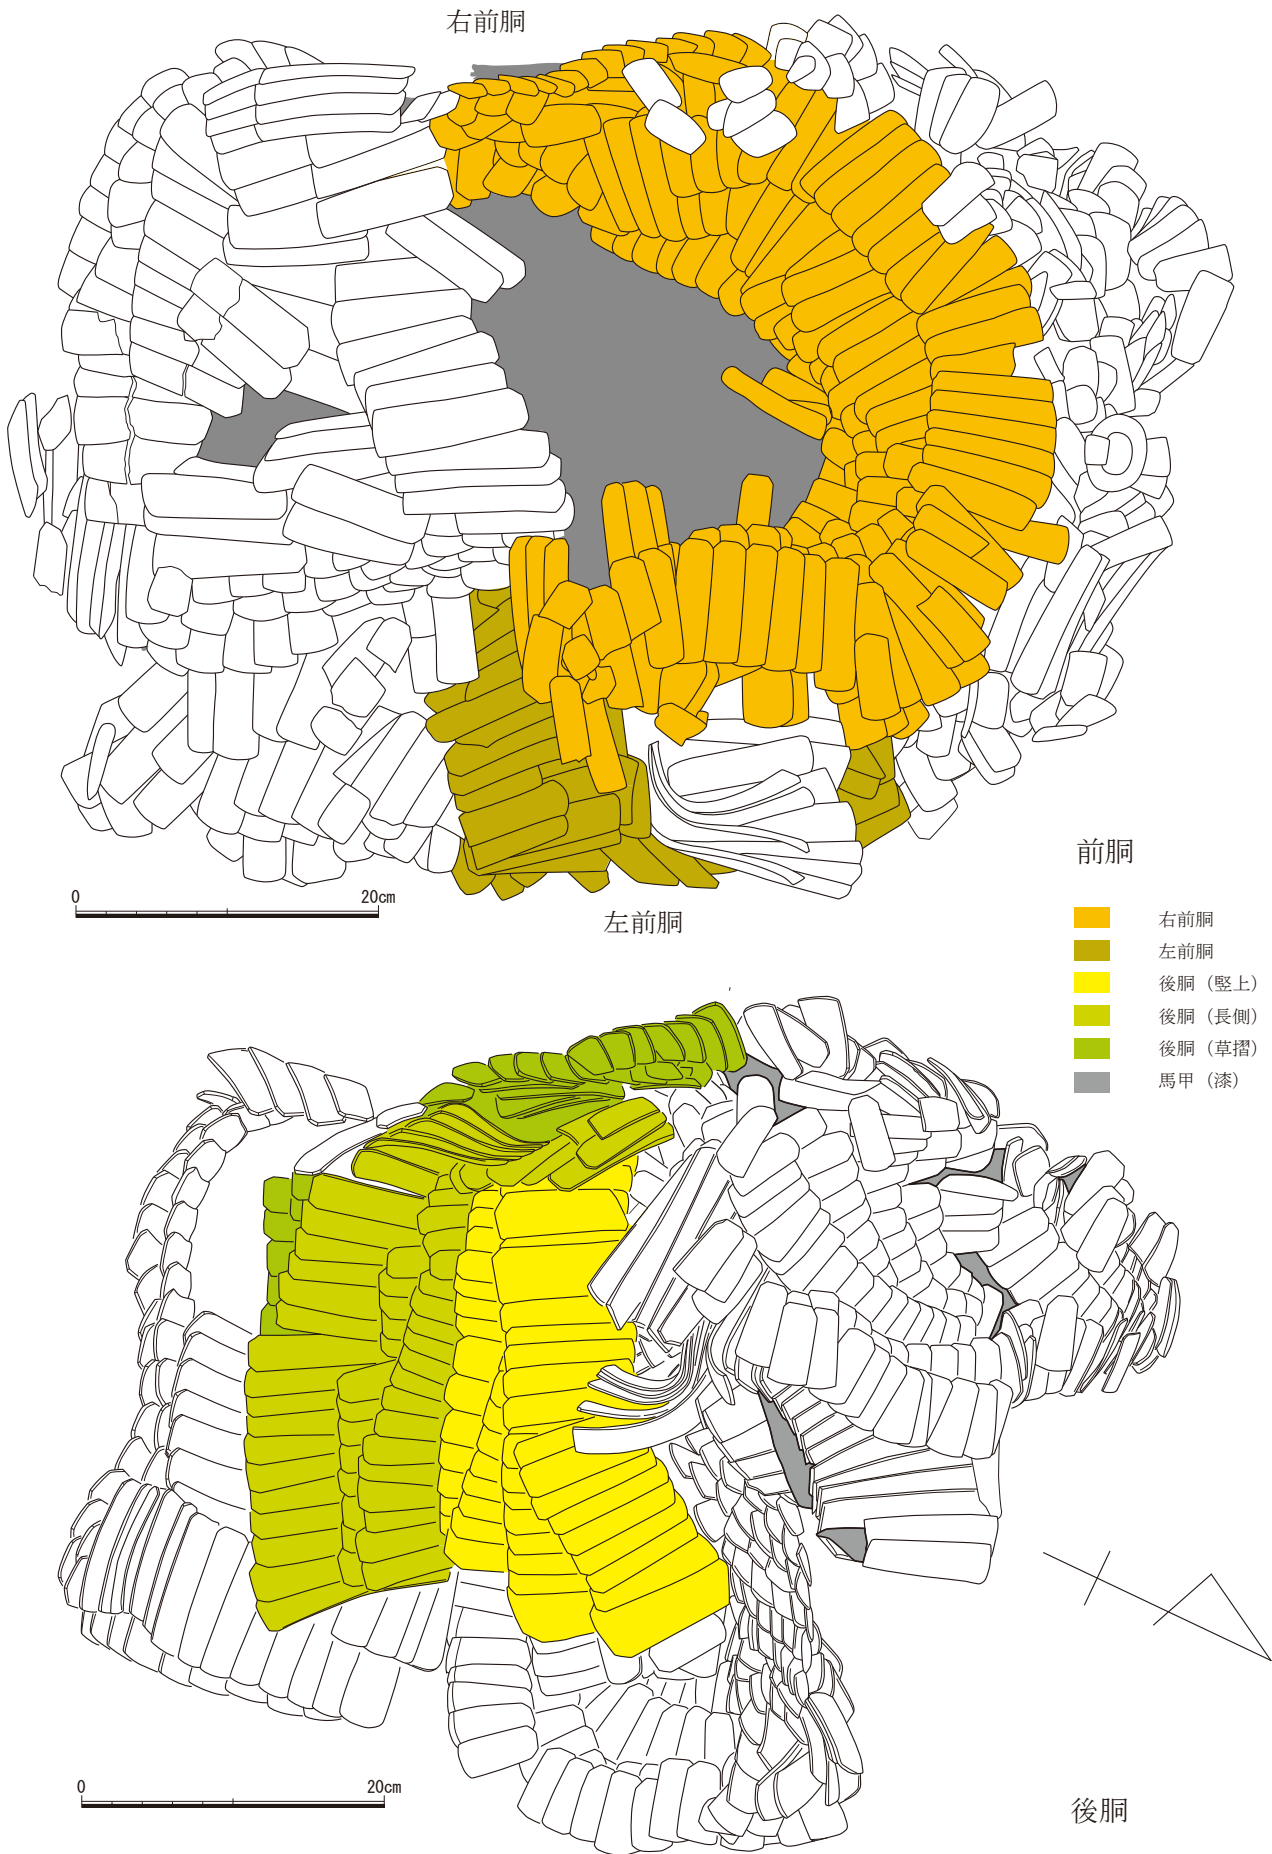 右前胴
0 20cm
左前胴
前胴
右前胴
左前胴
後胴（竪上）
後胴（長側）
後胴（草摺）
馬甲（漆）
0 20cm
後胴